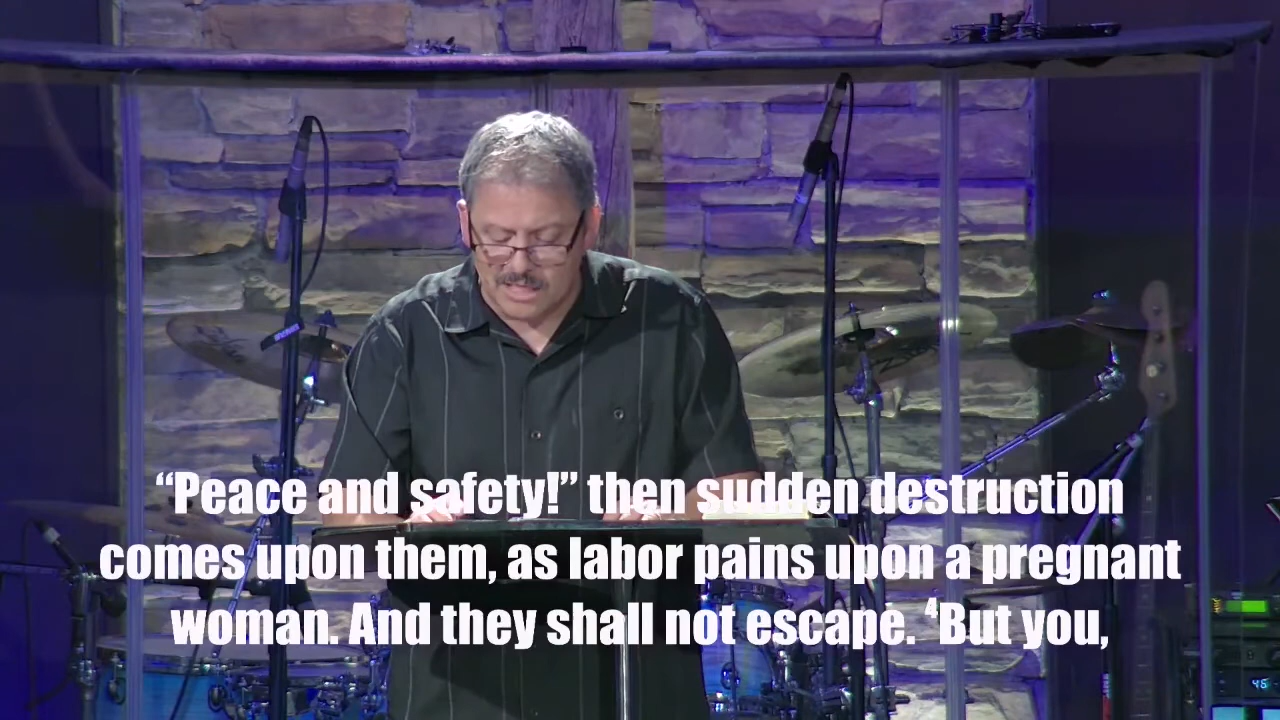 “Peace and safety!” then sudden destruction
comes upon them, as labor pains upon a pregnant
woman. And they shall not escape. ⁴But you,
46